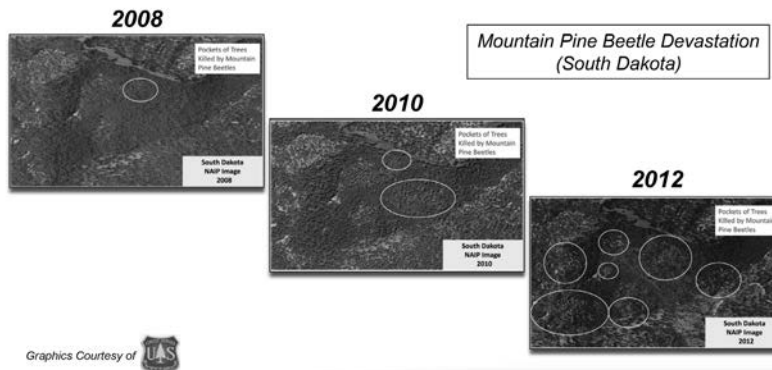 2008
Pockets of Trees
Killed by Mountain
Pine Beetles
South Dakota
NAIP Image
2008
Mountain Pine Beetle Devastation
(South Dakota)
2010
Pockets of Trees
Killed by Mountain
Pine Beetles
South Dakota
NAIP Image
2010
2012
Pockets of Trees
Killed by Mountain
Pine Beetles
South Dakota
NAIP Image
2012
Graphics Courtesy of
U S